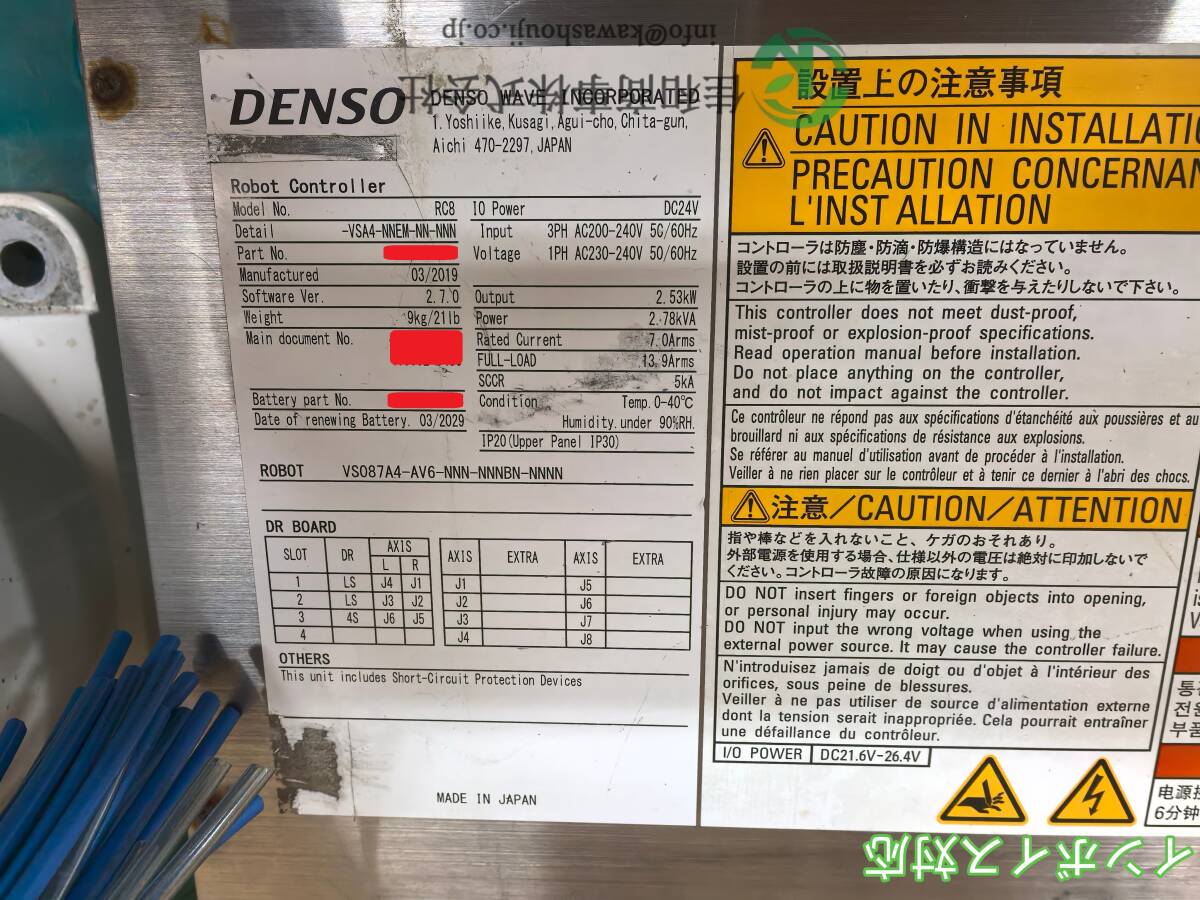 info@kawashouji.co.jp
佳和商事株式会社
DENSO
DENSO WAVE INCORPORATED
1. Yoshiike, Kusagi, Agui-cho, Chita-gun,
Aichi 470-2297, JAPAN
Robot Controller
Model No. RC8
Detail -VSA4-NNEM-NN-NNN
Part No.
Manufactured 03/2019
Software Ver. 2.7.0
Weight 9kg/21lb
Main document No.
Battery part No.
Date of renewing Battery. 03/2029
IO Power DC24V
Input 3PH AC200-240V 50/60Hz
Voltage 1PH AC230-240V 50/60Hz
Output 2.53kW
Power 2.78kVA
Rated Current 7.0Arms
FULL-LOAD 13.9Arms
SCCR 5kA
Condition Temp. 0-40℃
Humidity. under 90%RH.
IP20(Upper Panel IP30)
ROBOT VS087A4-AV6-NNN-NNNBN-NNNN
DR BOARD
SLOT DR AXIS
L R
1 LS J4 J1
2 LS J3 J2
3 4S J6 J5
4
AXIS EXTRA AXIS EXTRA
J1 J5
J2 J6
J3 J7
J4 J8
OTHERS
This unit includes Short-Circuit Protection Devices
MADE IN JAPAN
設置上の注意事項
CAUTION IN INSTALLATI
PRECAUTION CONCERNAN
L'INST ALLATION
コントローラは防塵・防滴・防爆構造にはなっていません。
設置の前には取扱説明書を必ずお読みください。
コントローラの上に物を置いたり、衝撃を与えたりしないで下さい。
This controller does not meet dust-proof,
mist-proof or explosion-proof specifications.
Read operation manual before installation.
Do not place anything on the controller,
and do not impact against the controller.
Ce contrôleur ne répond pas aux spécifications d'étanchéité aux poussières et au
brouillard ni aux spécifications de résistance aux explosions.
Se référer au manuel d'utilisation avant de procéder à l'installation.
Veiller à ne rien placer sur le contrôleur et à tenir ce dernier à l'abri des chocs.
注意/CAUTION/ATTENTION
指や棒などを入れないこと、ケガのおそれあり。
外部電源を使用する場合、仕様以外の電圧は絶対に印加しないで
ください。コントローラ故障の原因になります。
DO NOT insert fingers or foreign objects into opening,
or personal injury may occur.
DO NOT input the wrong voltage when using the
external power source. It may cause the controller failure.
N'introduisez jamais de doigt ou d'objet à l'intérieur des
orifices, sous peine de blessures.
Veiller à ne pas utiliser de source d'alimentation externe
dont la tension serait inappropriée. Cela pourrait entraîner
une défaillance du contrôleur.
I/O POWER DC21.6V-26.4V
电源
6分钟
インボイス対応